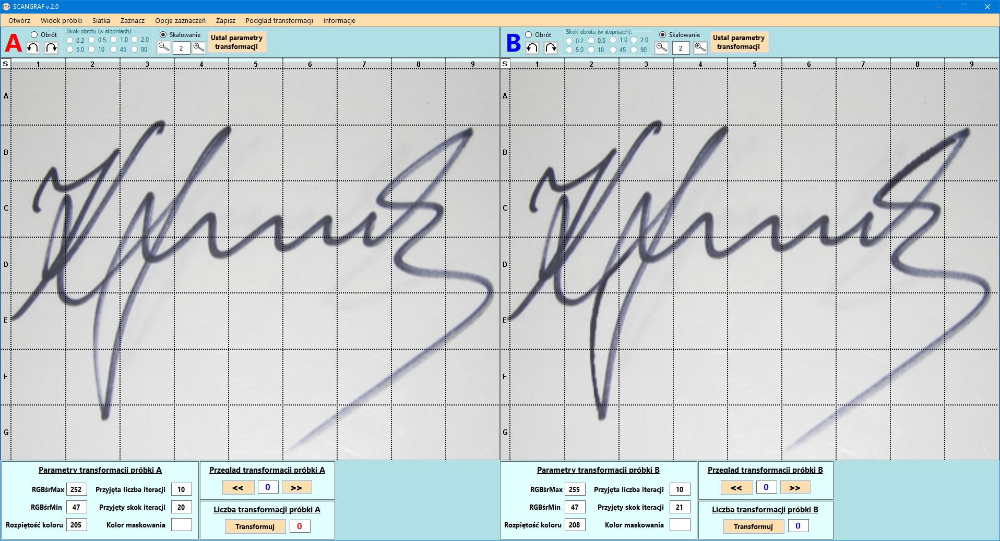 SCANGRAF v.2.0
Otwórz Widok próbki Siatka Zaznacz Opcje zaznaczeń Zapisz Podglad transformacji Informacje
A
Obrót
Skok obrotu (w stopniach):
0.2 0.5 1.0 2.0
5.0 10 45 90
Skalowanie
2
Ustal parametry
transformacji
B
Obrót
Skok obrotu (w stopniach):
0.2 0.5 1.0 2.0
5.0 10 45 90
Skalowanie
2
Ustal parametry
transformacji
S 1 2 3 4 5 6 7 8 9
A
B
C
D
E
F
G
S 1 2 3 4 5 6 7 8 9
A
B
C
D
E
F
G
Parametry transformacji próbki A
RGBśrMax 252 Przyjęta liczba iteracji 10
RGBśrMin 47 Przyjęty skok iteracji 20
Rozpiętość koloru 205 Kolor maskowania
Przegląd transformacji próbki A
<< 0 >>
Liczba transformacji próbki A
Transformuj 0
Parametry transformacji próbki B
RGBśrMax 255 Przyjęta liczba iteracji 10
RGBśrMin 47 Przyjęty skok iteracji 21
Rozpiętość koloru 208 Kolor maskowania
Przegląd transformacji próbki B
<< 0 >>
Liczba transformacji próbki B
Transformuj 0